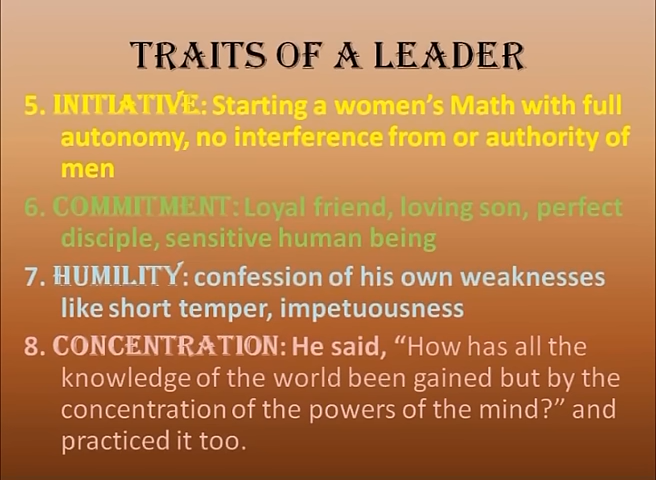 TRAITS OF A LEADER
5. INITIATIVE: Starting a women's Math with full
autonomy, no interference from or authority of
men
6. COMMITMENT: Loyal friend, loving son, perfect
disciple, sensitive human being
7. HUMILITY: confession of his own weaknesses
like short temper, impetuousness
8. CONCENTRATION: He said, “How has all the
knowledge of the world been gained but by the
concentration of the powers of the mind?” and
practiced it too.